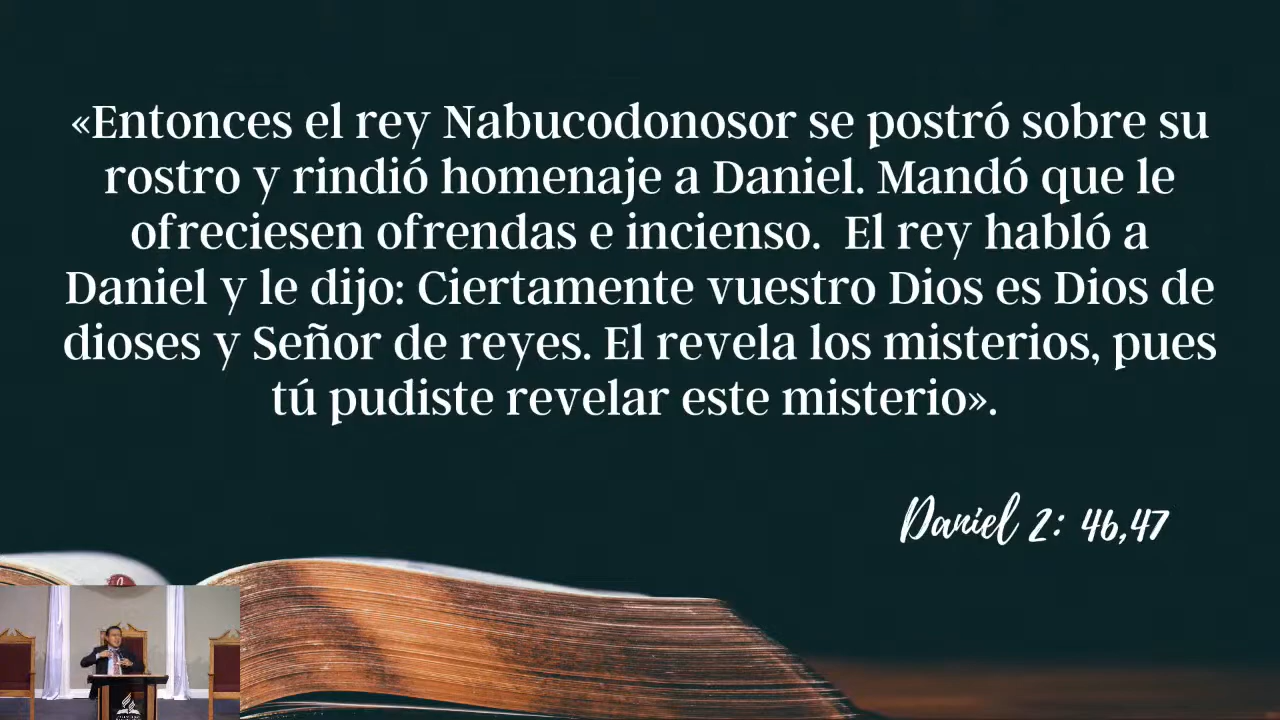 «Entonces el rey Nabucodonosor se postró sobre su
rostro y rindió homenaje a Daniel. Mandó que le
ofreciesen ofrendas e incienso.  El rey habló a
Daniel y le dijo: Ciertamente vuestro Dios es Dios de
dioses y Señor de reyes. El revela los misterios, pues
tú pudiste revelar este misterio».
Daniel 2: 46,47